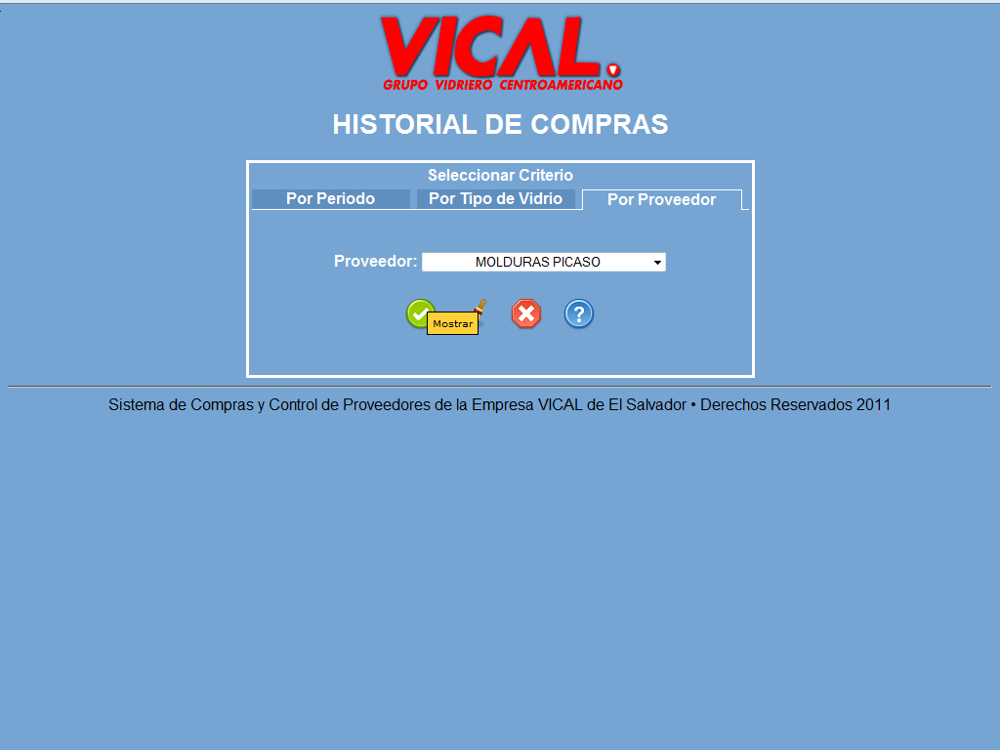 VICAL.
GRUPO VIDRIERO CENTROAMERICANO
HISTORIAL DE COMPRAS
Seleccionar Criterio
Por Periodo Por Tipo de Vidrio Por Proveedor
Proveedor: MOLDURAS PICASO
?
Mostrar
Sistema de Compras y Control de Proveedores de la Empresa VICAL de El Salvador • Derechos Reservados 2011